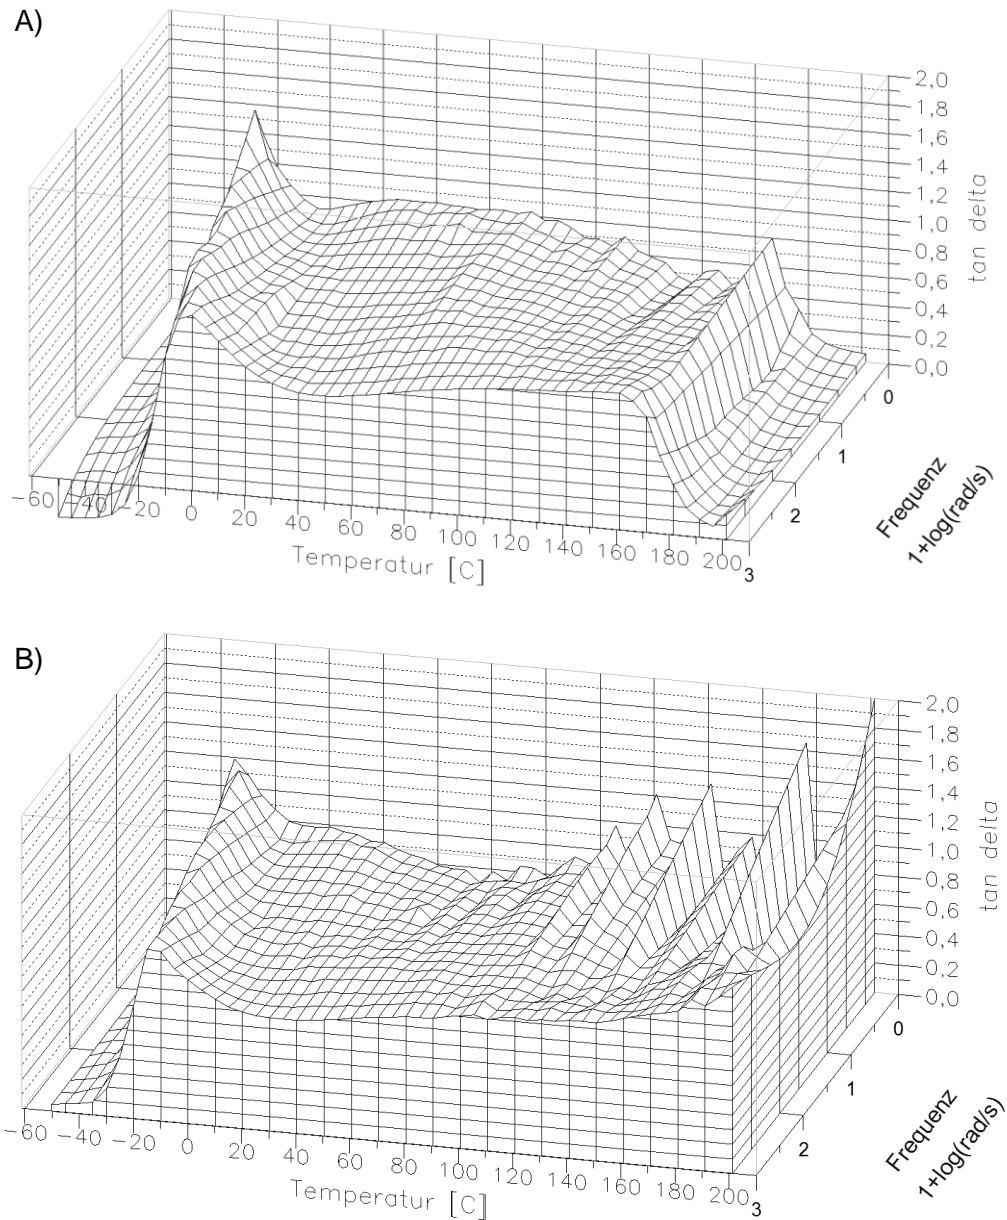 A)
2,0
1,8
1,6
1,4
1,2
1,0
0,8
0,6
0,4
0,2
0,0
tan delta
0
1
2
3
Frequenz
1+log(rad/s)
−60 −40 −20 0 20 40 60 80 100 120 140 160 180 200
Temperatur [C]
B)
2,0
1,8
1,6
1,4
1,2
1,0
0,8
0,6
0,4
0,2
0,0
tan delta
0
1
2
3
Frequenz
1+log(rad/s)
−60 −40 −20 0 20 40 60 80 100 120 140 160 180 200
Temperatur [C]